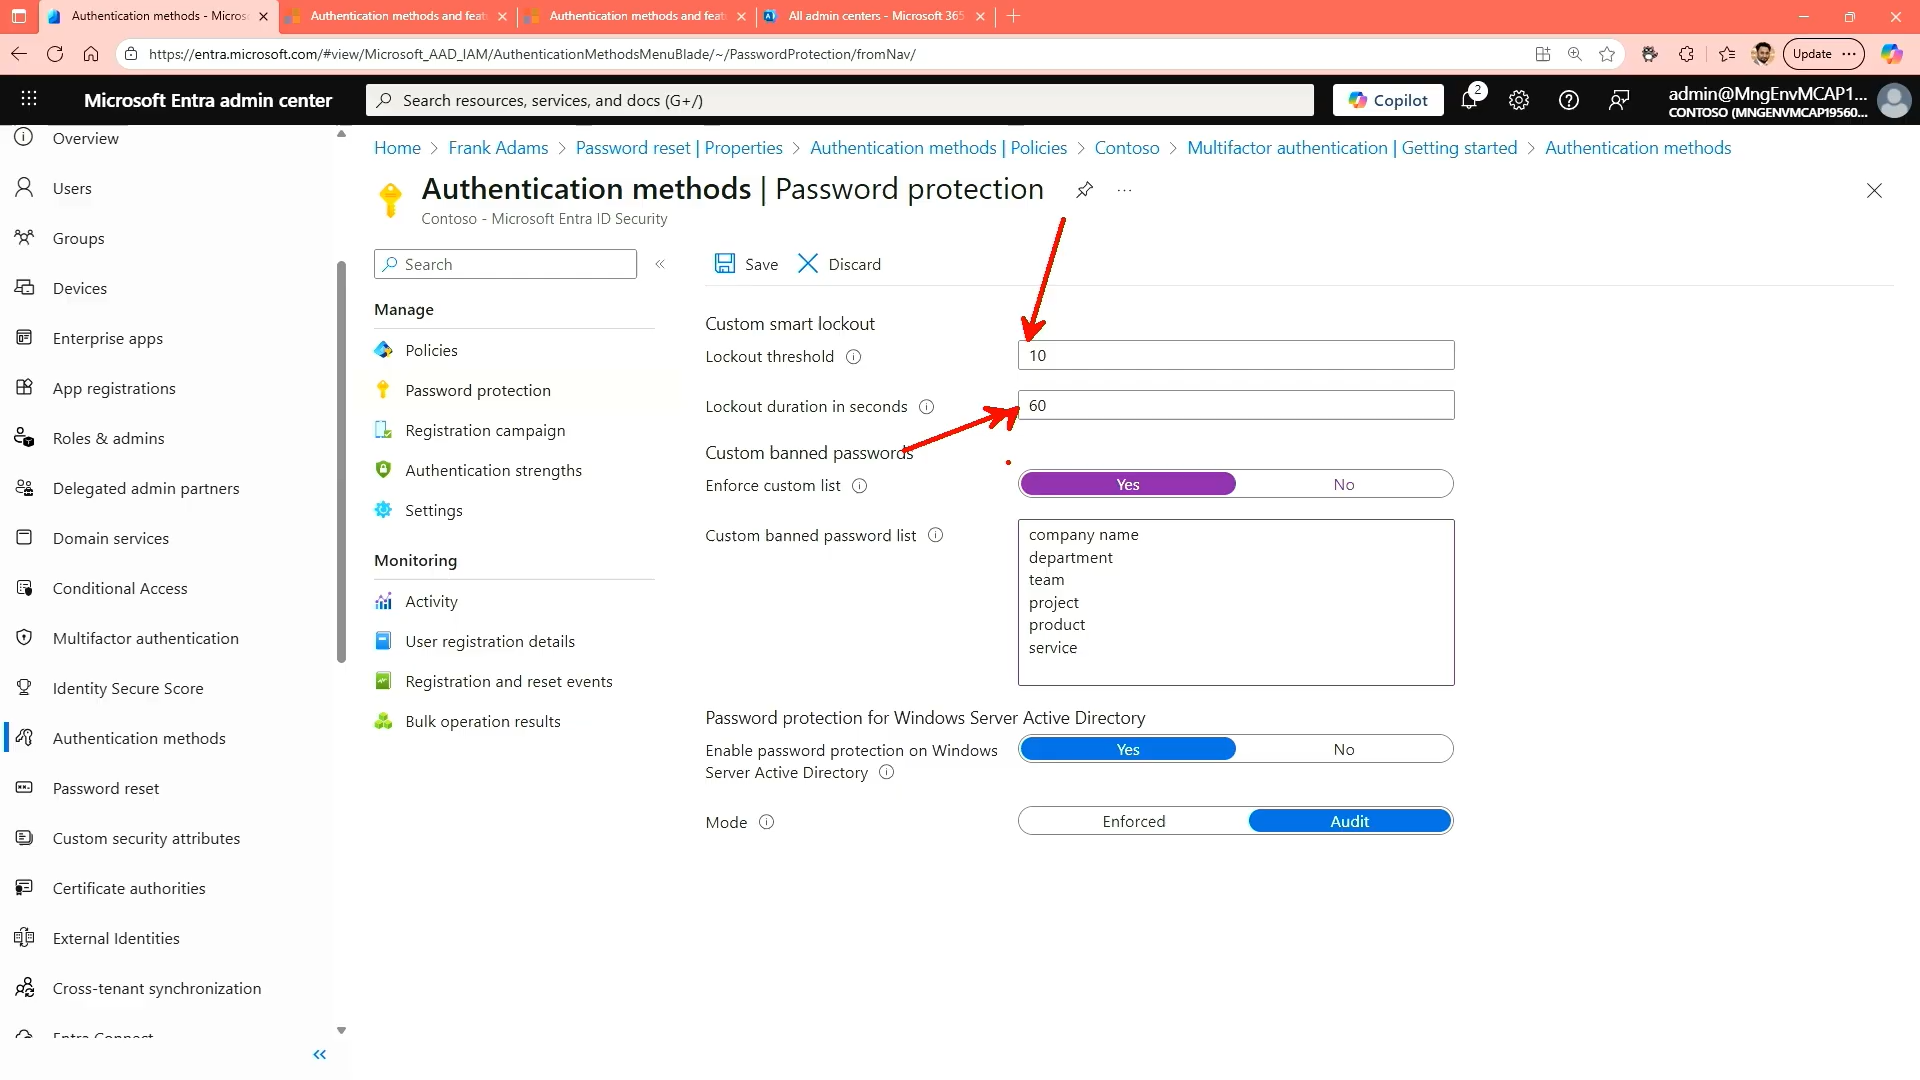 Authentication methods - Micros
Authentication methods and feat
Authentication methods and feat
All admin centers - Microsoft 365
https://entra.microsoft.com/#view/Microsoft_AAD_IAM/AuthenticationMethodsMenuBlade/~/PasswordProtection/fromNav/
Update
Microsoft Entra admin center
Search resources, services, and docs (G+/)
Copilot
2
admin@MngEnvMCAP1...
CONTOSO (MNGENVMCAP19560...
Overview
Users
Groups
Devices
Enterprise apps
App registrations
Roles & admins
Delegated admin partners
Domain services
Conditional Access
Multifactor authentication
Identity Secure Score
Authentication methods
Password reset
Custom security attributes
Certificate authorities
External Identities
Cross-tenant synchronization
Entra Connect
Home > Frank Adams > Password reset | Properties > Authentication methods | Policies > Contoso > Multifactor authentication | Getting started > Authentication methods
Authentication methods | Password protection
Contoso - Microsoft Entra ID Security
Search
Manage
Policies
Password protection
Registration campaign
Authentication strengths
Settings
Monitoring
Activity
User registration details
Registration and reset events
Bulk operation results
Save
Discard
Custom smart lockout
Lockout threshold
10
Lockout duration in seconds
60
Custom banned passwords
Enforce custom list
Yes
No
Custom banned password list
company name
department
team
project
product
service
Password protection for Windows Server Active Directory
Enable password protection on Windows
Server Active Directory
Yes
No
Mode
Enforced
Audit